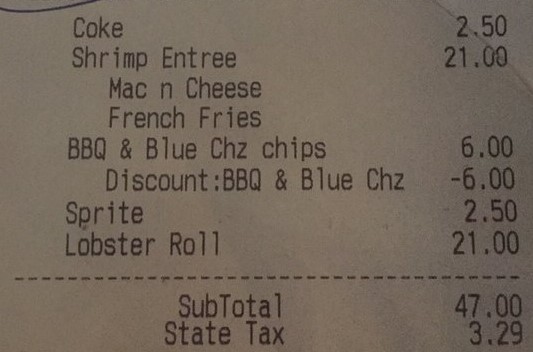 Coke 2.50
Shrimp Entree 21.00
Mac n Cheese
French Fries
BBQ & Blue Chz chips 6.00
Discount:BBQ & Blue Chz -6.00
Sprite 2.50
Lobster Roll 21.00
SubTotal 47.00
State Tax 3.29